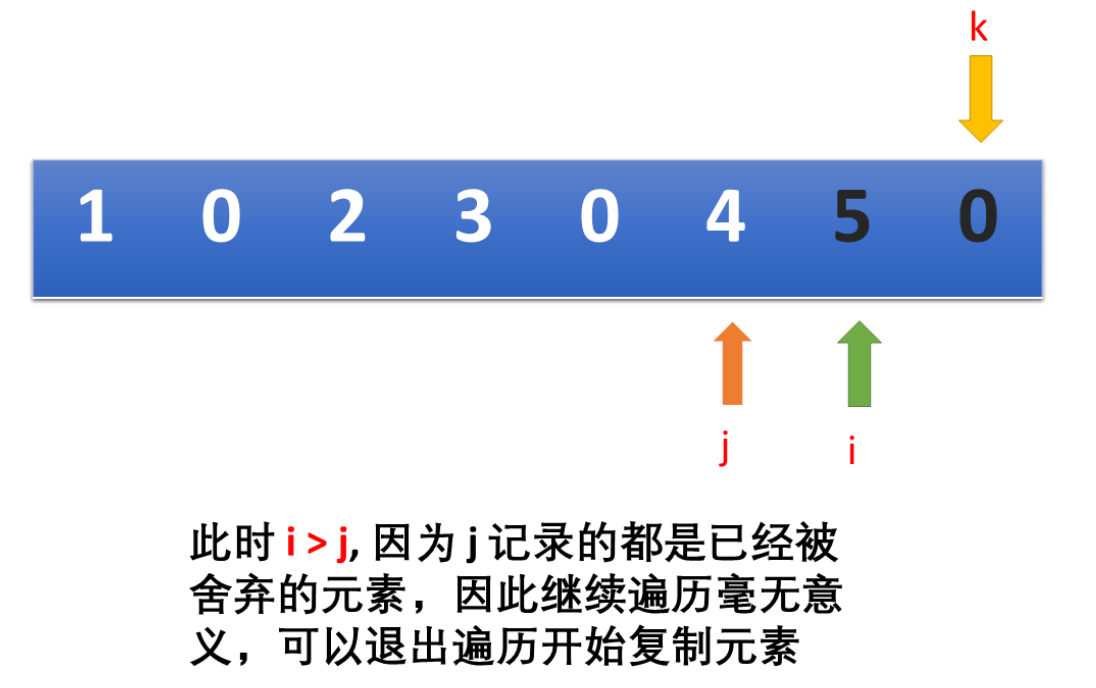 k
1 0 2 3 0 4 5 0
j i
此时 i > j, 因为 j 记录的都是已经被
舍弃的元素，因此继续遍历毫无意
义，可以退出遍历开始复制元素